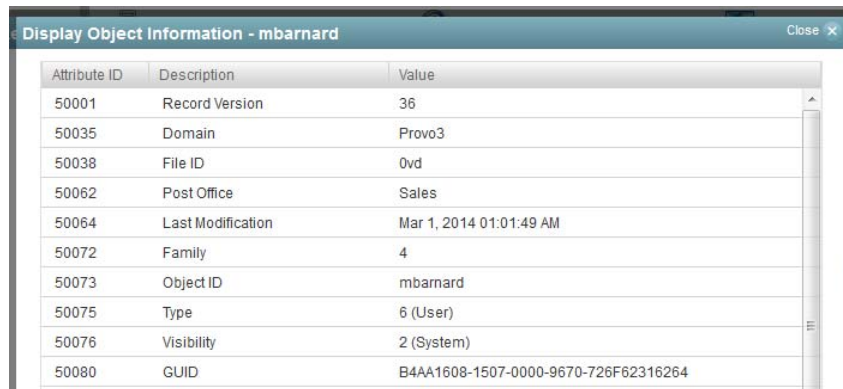 Display Object Information - mbarnard Close
Attribute ID Description Value
50001 Record Version 36
50035 Domain Provo3
50038 File ID 0vd
50062 Post Office Sales
50064 Last Modification Mar 1, 2014 01:01:49 AM
50072 Family 4
50073 Object ID mbarnard
50075 Type 6 (User)
50076 Visibility 2 (System)
50080 GUID B4AA1608-1507-0000-9670-726F62316264